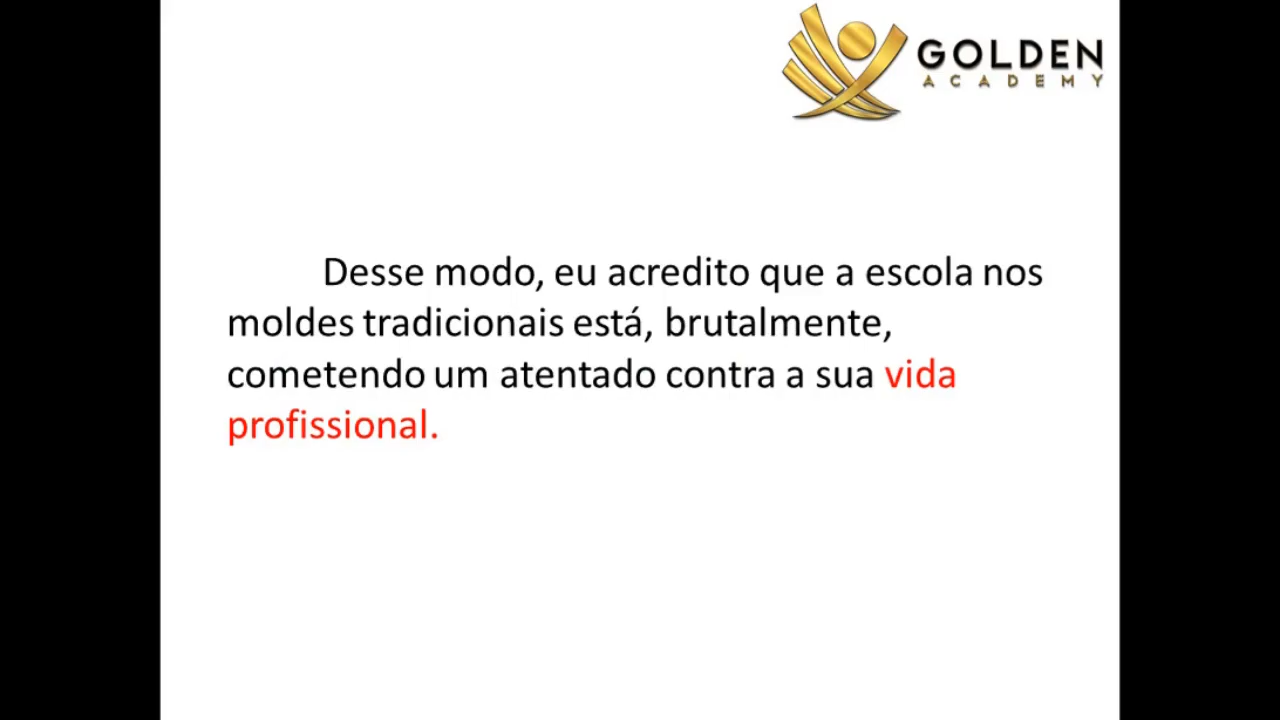 GOLDEN
ACADEMY
Desse modo, eu acredito que a escola nos
moldes tradicionais está, brutalmente,
cometendo um atentado contra a sua vida
profissional.